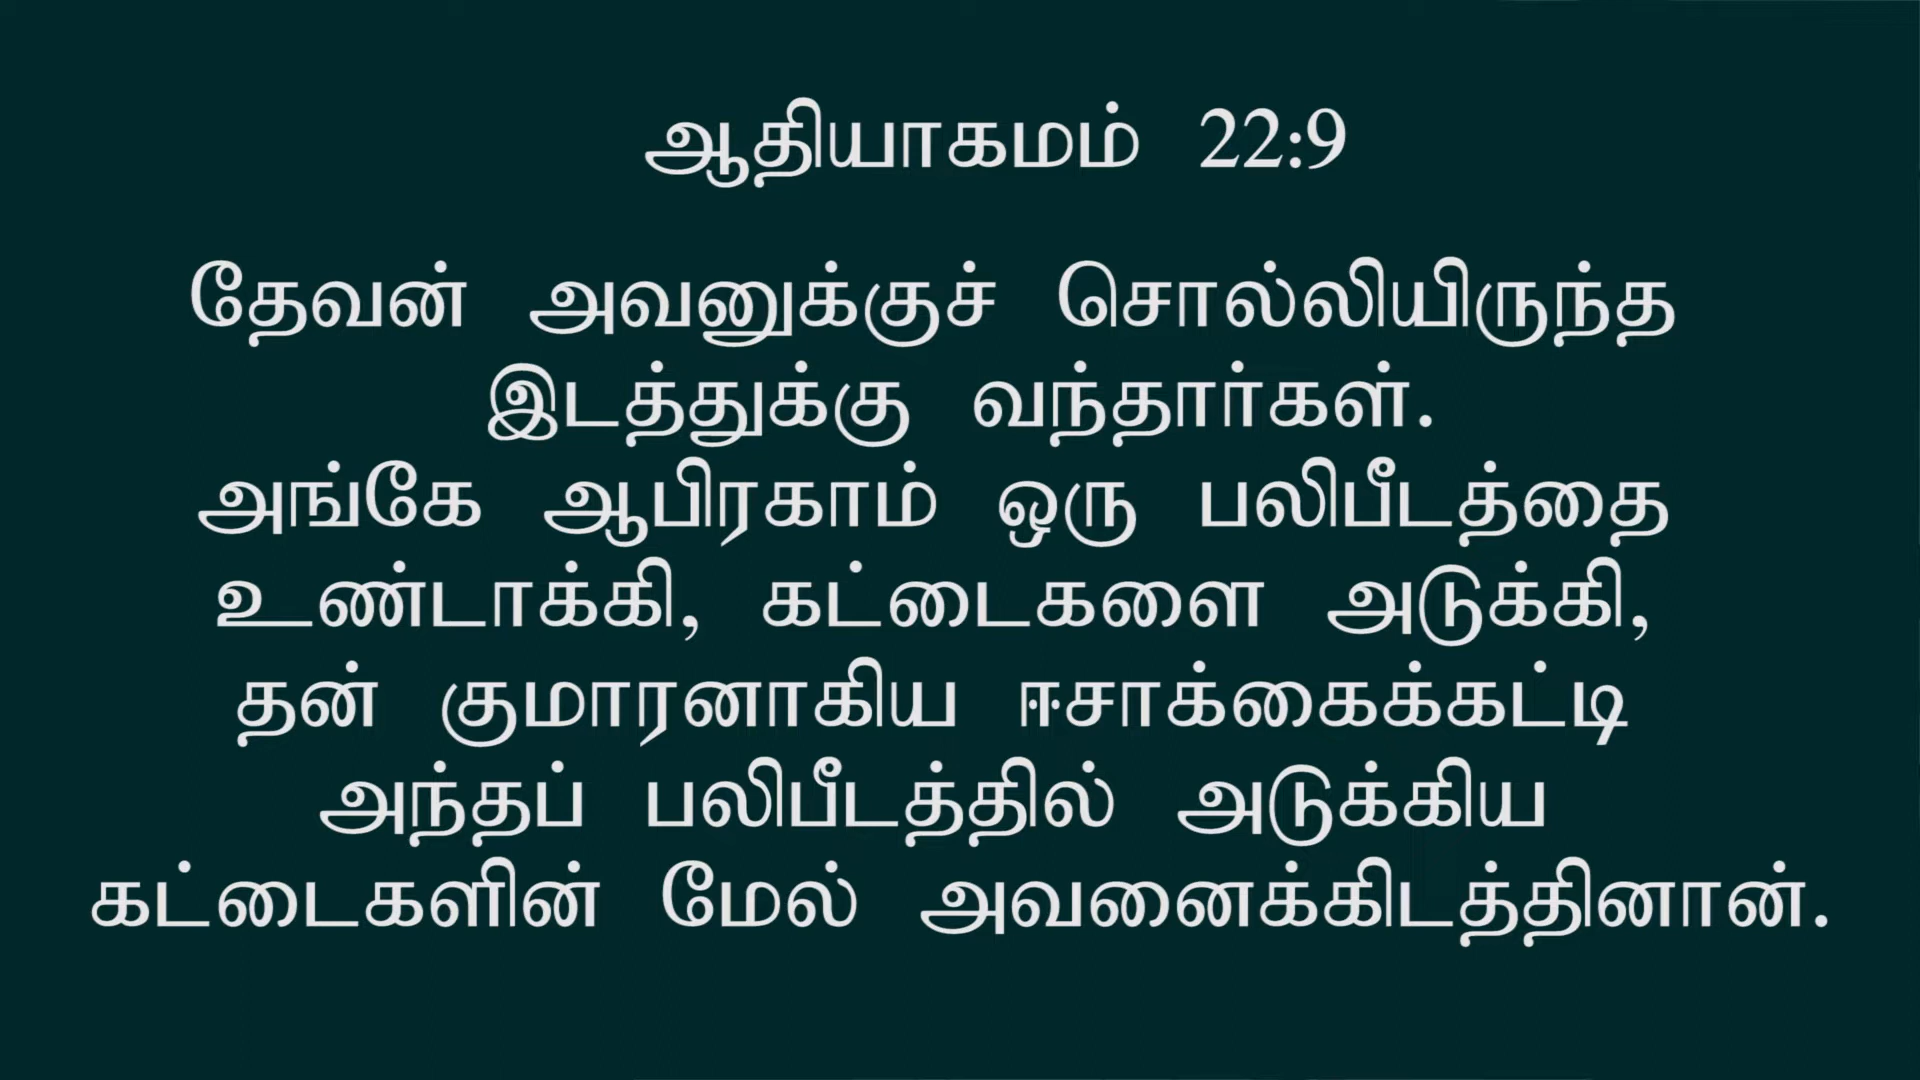 ஆதியாகமம் 22:9
தேவன் அவனுக்குச் சொல்லியிருந்த
இடத்துக்கு வந்தார்கள்.
அங்கே ஆபிரகாம் ஒரு பலிபீடத்தை
உண்டாக்கி, கட்டைகளை அடுக்கி,
தன் குமாரனாகிய ஈசாக்கைக்கட்டி
அந்தப் பலிபீடத்தில் அடுக்கிய
கட்டைகளின் மேல் அவனைக்கிடத்தினான்.